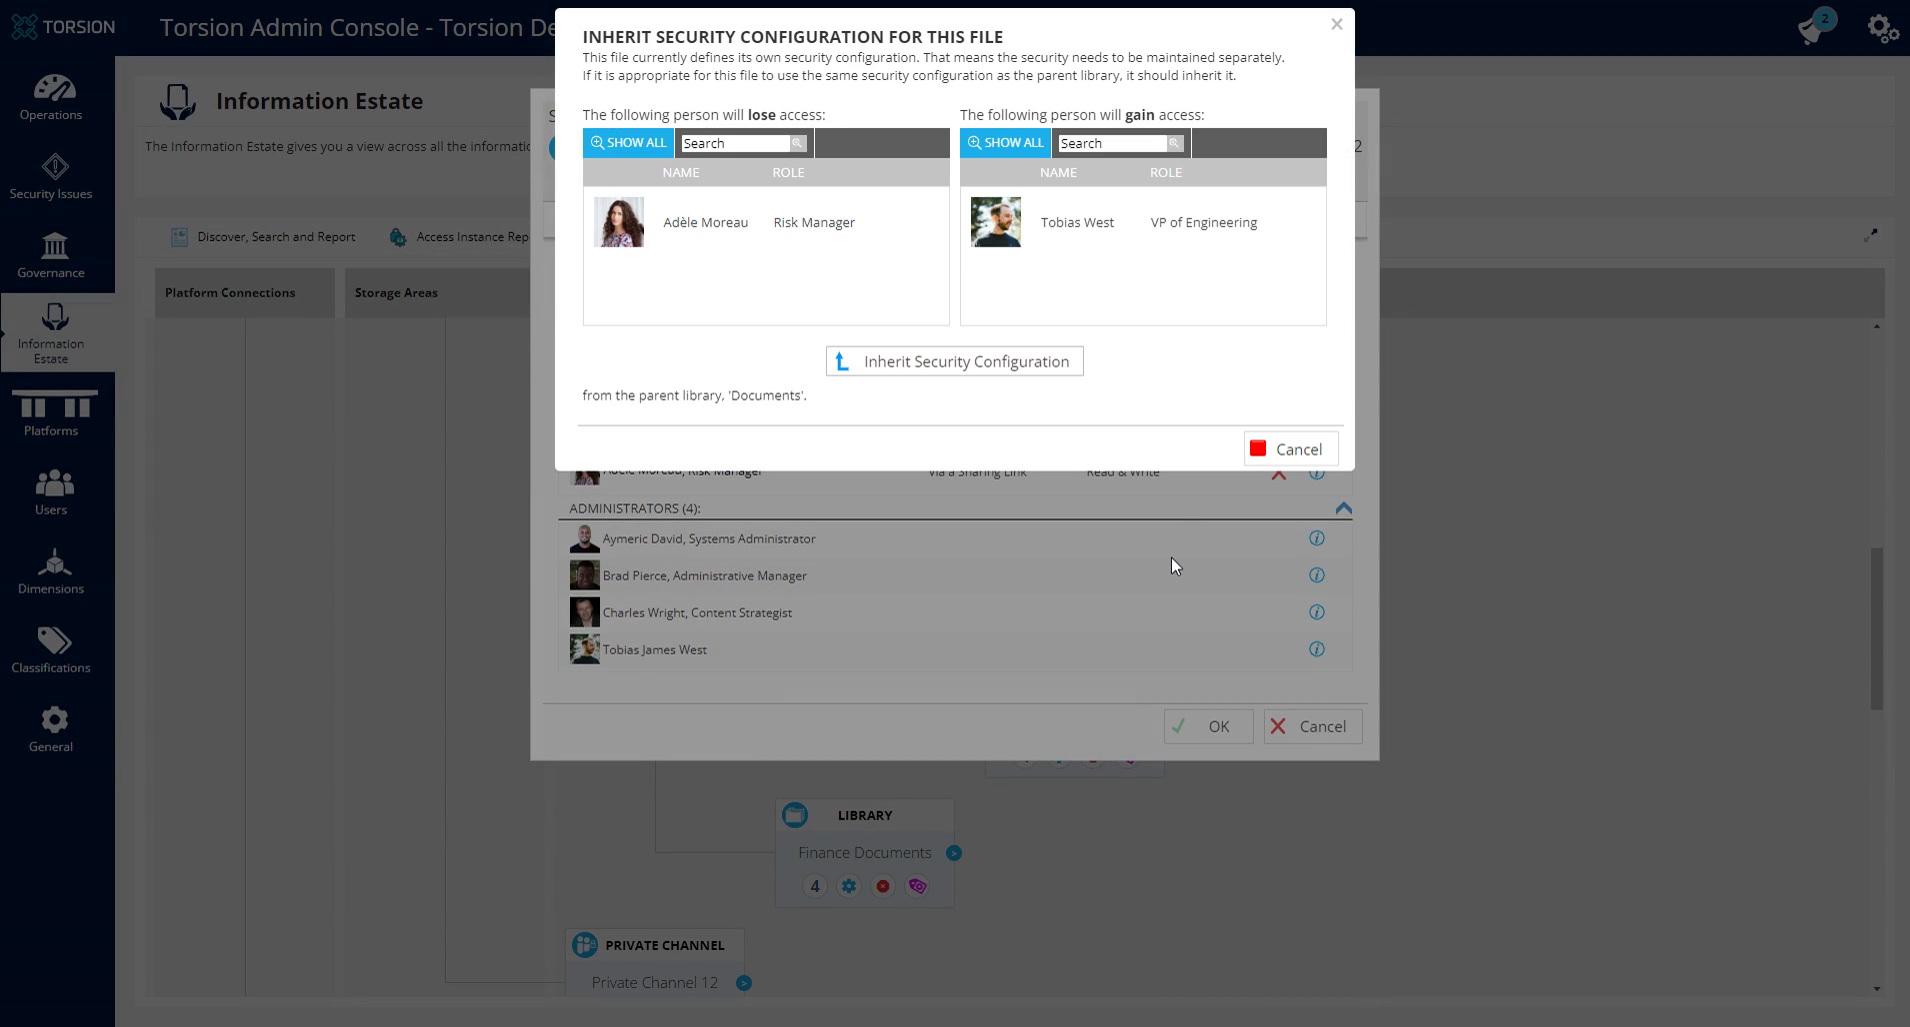 TORSION
Torsion Admin Console - Torsion De
2
Operations
Security Issues
Governance
Information
Estate
Platforms
Users
Dimensions
Classifications
General
Information Estate
The Information Estate gives you a view across all the informatio
Discover, Search and Report
Access Instance Rep
Platform Connections
Storage Areas
INHERIT SECURITY CONFIGURATION FOR THIS FILE
This file currently defines its own security configuration. That means the security needs to be maintained separately.
If it is appropriate for this file to use the same security configuration as the parent library, it should inherit it.
The following person will lose access:
SHOW ALL
Search
NAME ROLE
Adèle Moreau Risk Manager
The following person will gain access:
SHOW ALL
Search
NAME ROLE
Tobias West VP of Engineering
Inherit Security Configuration
from the parent library, 'Documents'.
Cancel
2
Adèle Moreau, Risk Manager Via a Sharing Link Read & Write
ADMINISTRATORS (4):
Aymeric David, Systems Administrator
Brad Pierce, Administrative Manager
Charles Wright, Content Strategist
Tobias James West
OK
Cancel
LIBRARY
Finance Documents
4
PRIVATE CHANNEL
Private Channel 12